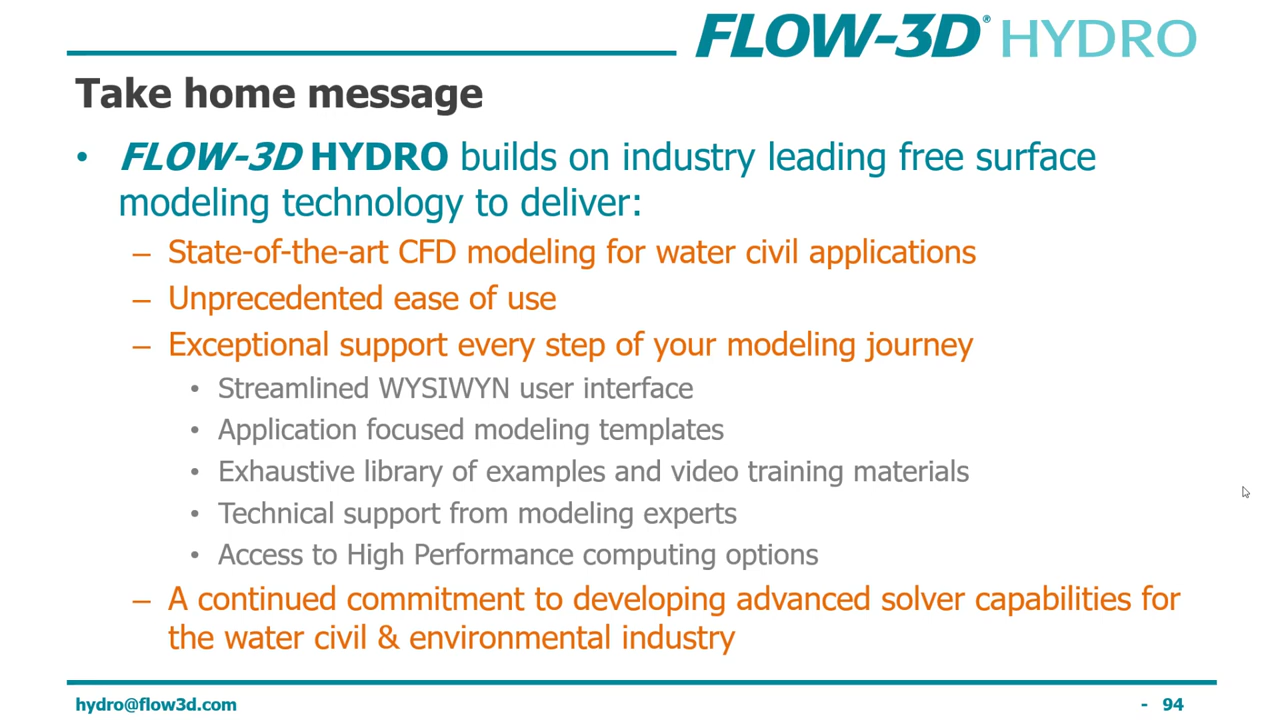 FLOW-3D® HYDRO
Take home message
• FLOW-3D HYDRO builds on industry leading free surface
modeling technology to deliver:
– State-of-the-art CFD modeling for water civil applications
– Unprecedented ease of use
– Exceptional support every step of your modeling journey
• Streamlined WYSIWYN user interface
• Application focused modeling templates
• Exhaustive library of examples and video training materials
• Technical support from modeling experts
• Access to High Performance computing options
– A continued commitment to developing advanced solver capabilities for
the water civil & environmental industry
hydro@flow3d.com - 94